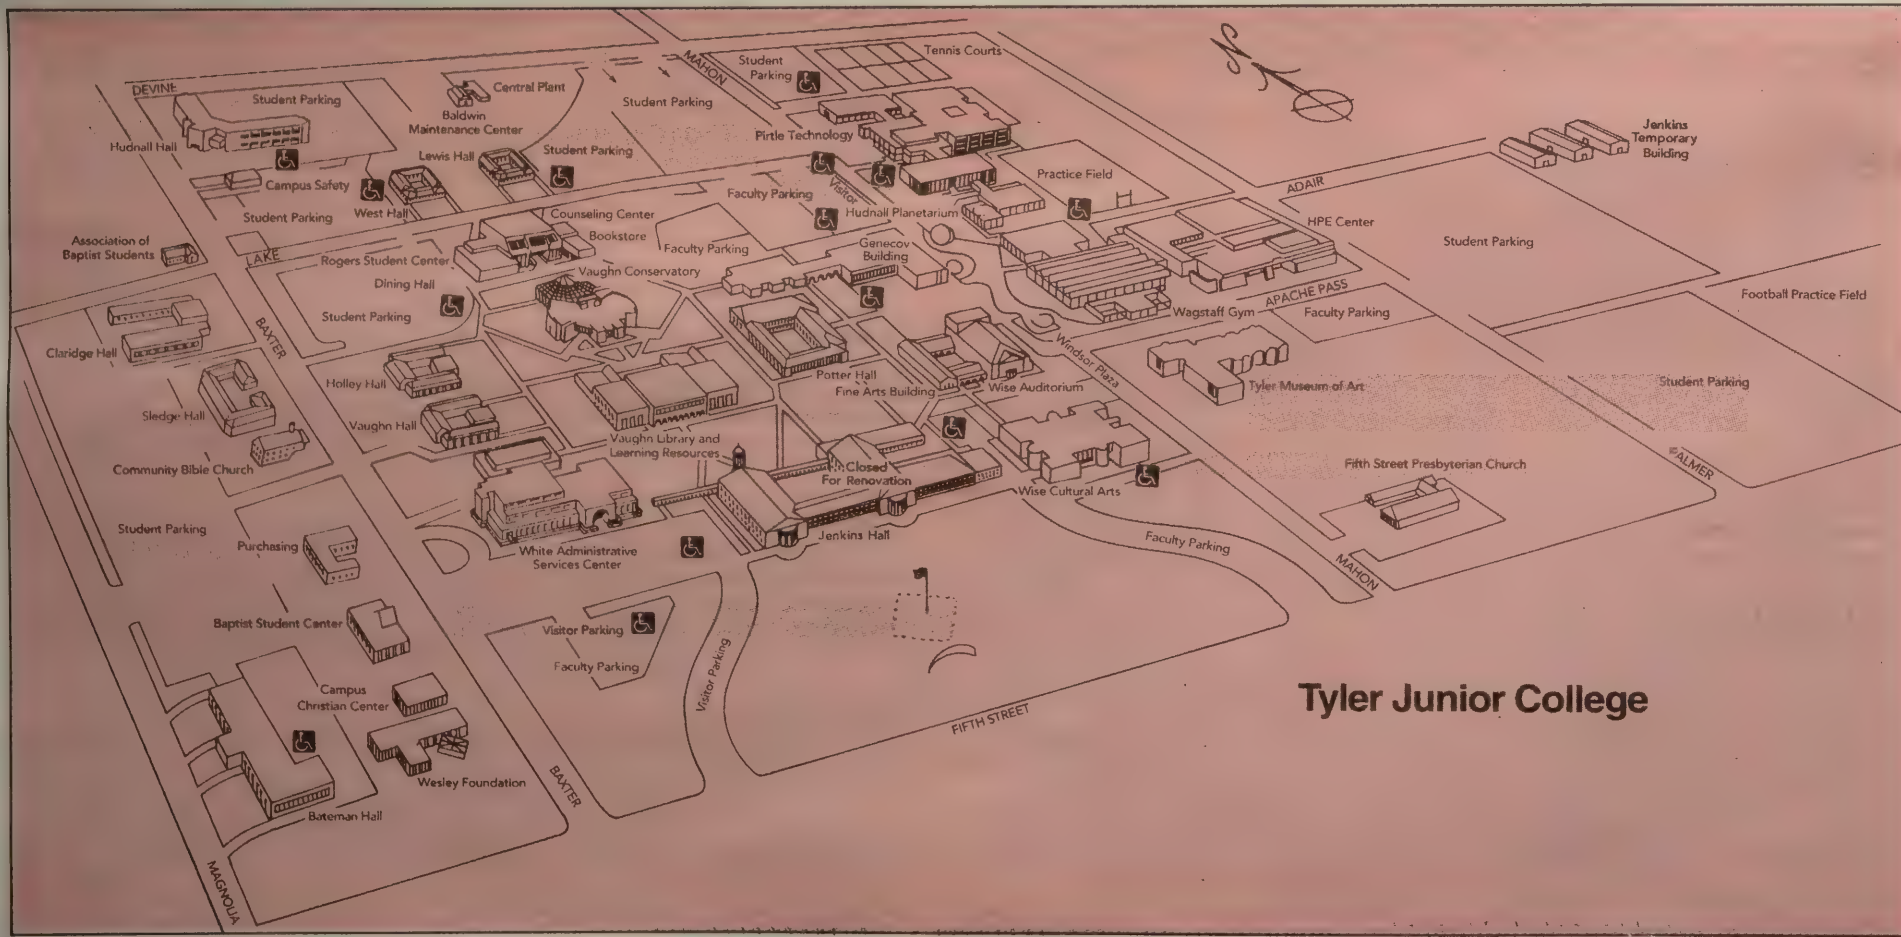 Tennis Courts
Student
Parking
MAHON
DEVINE
Student Parking
Central Plant
Student Parking
Baldwin
Maintenance Center
Pirtle Technology
Jenkins
Temporary
Building
Hudnall Hall
Lewis Hall
Student Parking
Campus Safety
West Hall
Student Parking
Visitor
Faculty Parking
Practice Field
ADAIR
Counseling Center
Bookstore
Hudnall Planetarium
HPE Center
Student Parking
Association of
Baptist Students
LAKE
Rogers Student Center
Faculty Parking
Genecov
Building
Vaughn Conservatory
Dining Hall
Student Parking
APACHE PASS
Football Practice Field
Wagstaff Gym
Faculty Parking
BAXTER
Claridge Hall
Holley Hall
Potter Hall
Windsor Plaza
Fine Arts Building
Wise Auditorium
Tyler Museum of Art
Student Parking
Sledge Hall
Vaughn Hall
Vaughn Library and
Learning Resources
Community Bible Church
Closed
For Renovation
Wise Cultural Arts
Fifth Street Presbyterian Church
PALMER
Student Parking
Purchasing
White Administrative
Services Center
Jenkins Hall
Faculty Parking
MAHON
Baptist Student Center
Visitor Parking
Faculty Parking
Visitor Parking
Campus
Christian Center
Tyler Junior College
FIFTH STREET
Wesley Foundation
BAXTER
Bateman Hall
MAGNOLIA
N